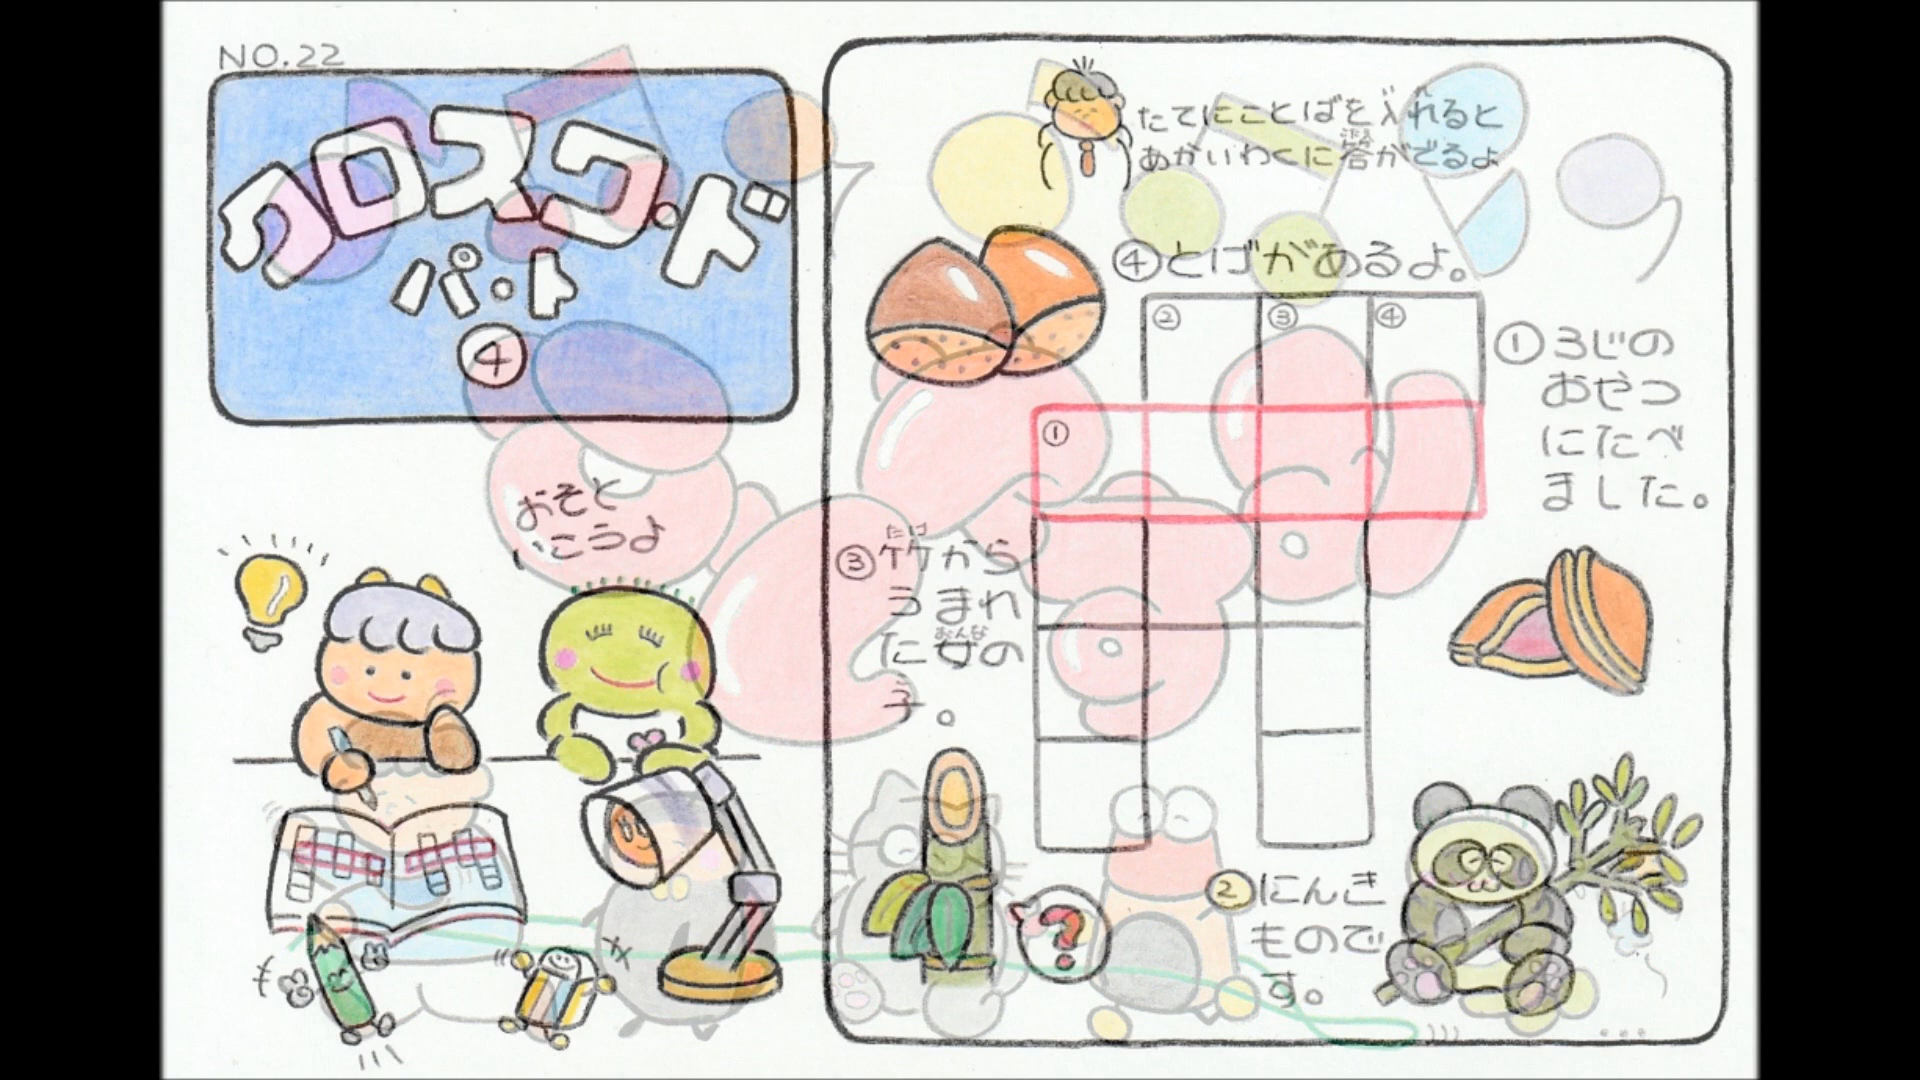 NO.22
クロスコ・ド
パ・ト
④
おそと
いこうよ
たてにことばを入れると
あかいわくに答がでるよ
④とげがあるよ。
② ③ ④
①
①3じの
おやつ
にたべ
ました。
③竹から
うまれ
た女の
子。
②にんき
もので
す。
?